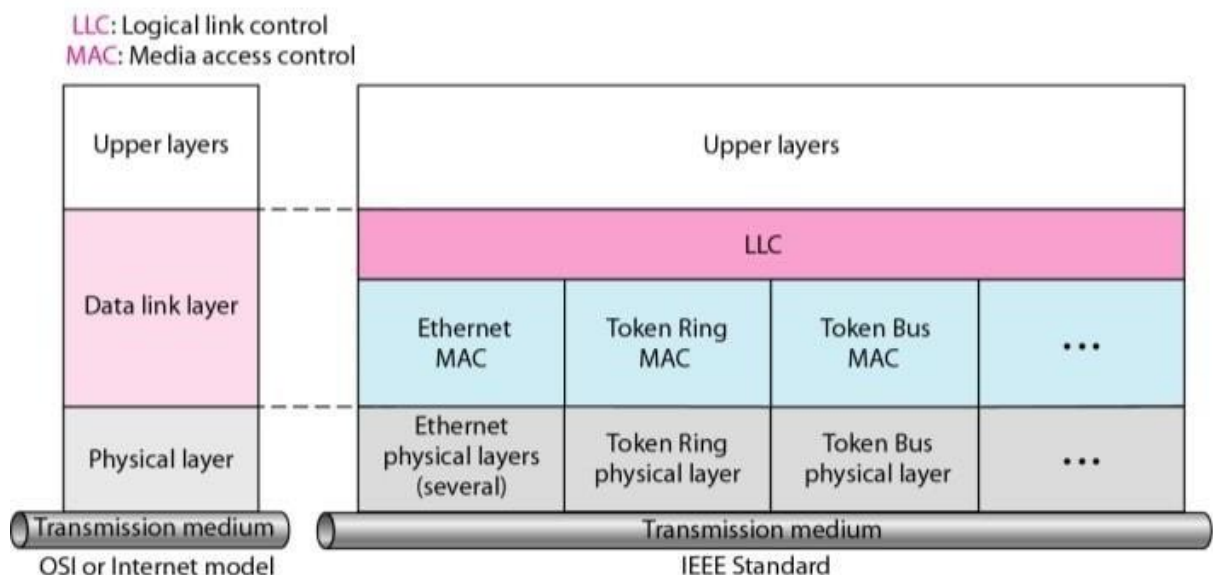 LLC: Logical link control
MAC: Media access control
Upper layers
Upper layers
Data link layer
LLC
Ethernet
MAC
Token Ring
MAC
Token Bus
MAC
...
Physical layer
Ethernet
physical layers
(several)
Token Ring
physical layer
Token Bus
physical layer
...
Transmission medium
Transmission medium
OSI or Internet model
IEEE Standard